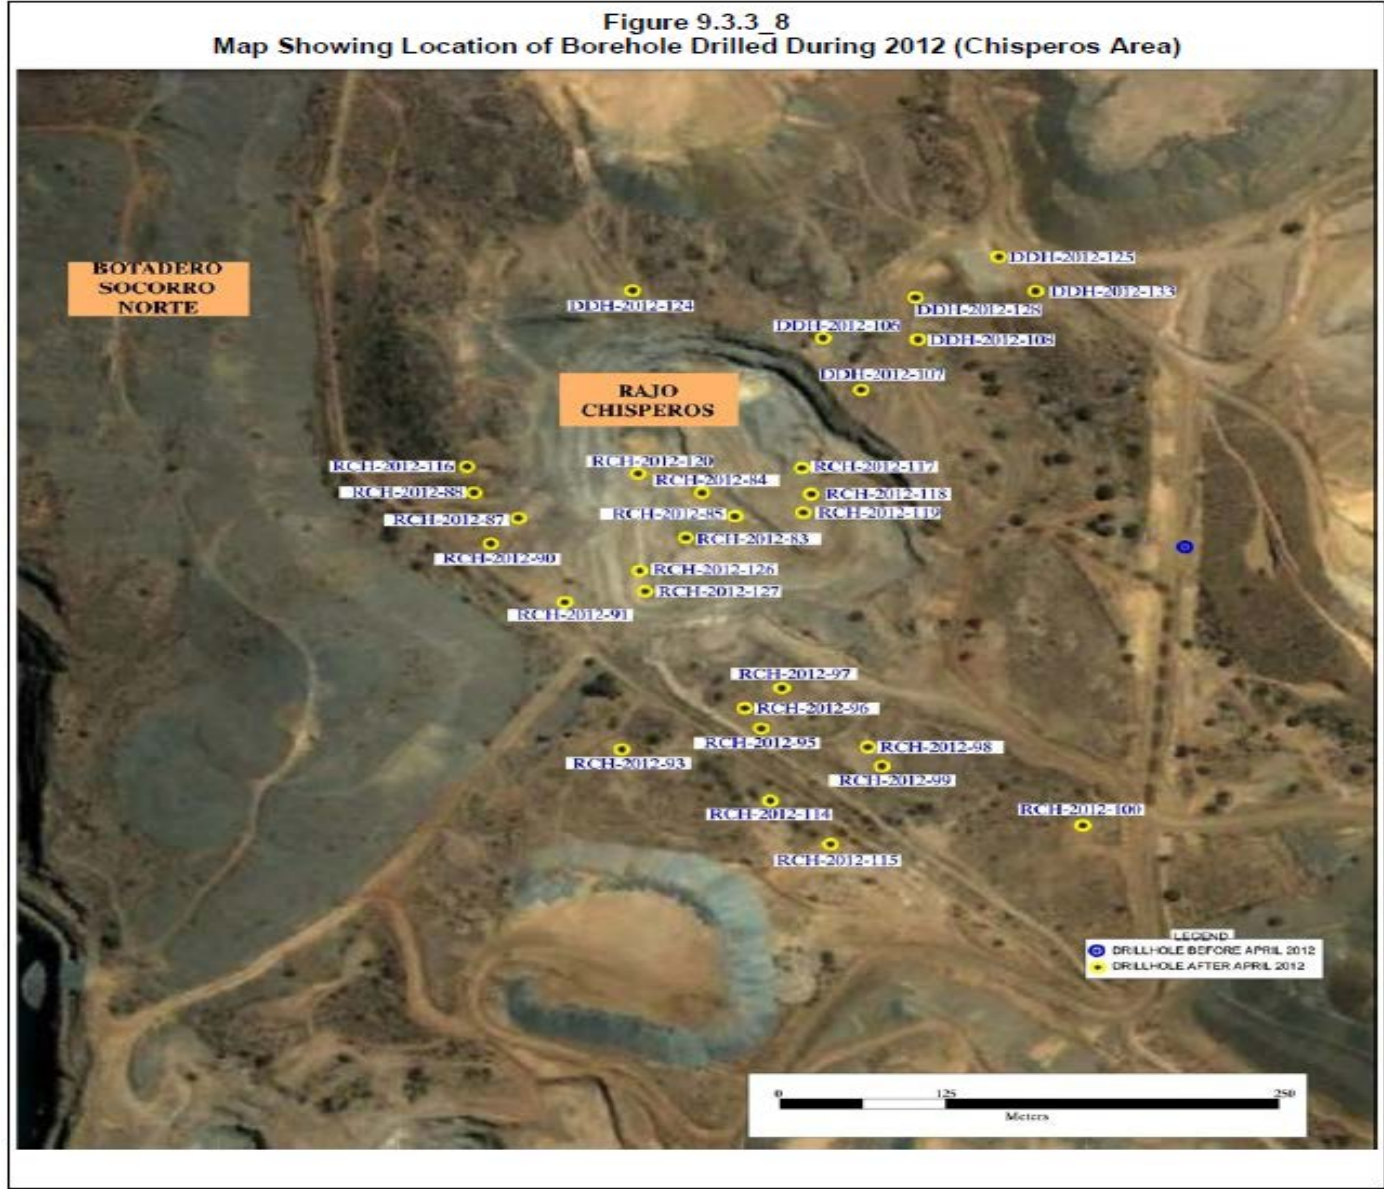 Figure 9.3.3_8
Map Showing Location of Borehole Drilled During 2012 (Chisperos Area)
DDH-2012-125
BOTADERO
SOCORRO
NORTE
DDH-2012-124
DDH-2012-133
DDH-2012-128
DDH-2012-106
DDH-2012-108
DDH-2012-107
RAJO
CHISPEROS
RCH-2012-120
RCH-2012-116
RCH-2012-117
RCH-2012-84
RCH-2012-88
RCH-2012-118
RCH-2012-87
RCH-2012-85
RCH-2012-119
RCH-2012-83
RCH-2012-90
RCH-2012-126
RCH-2012-127
RCH-2012-91
RCH-2012-97
RCH-2012-96
RCH-2012-95
RCH-2012-98
RCH-2012-93
RCH-2012-99
RCH-2012-114
RCH-2012-100
RCH-2012-115
LEGEND
DRILLHOLE BEFORE APRIL 2012
DRILLHOLE AFTER APRIL 2012
0 125 250
Meters